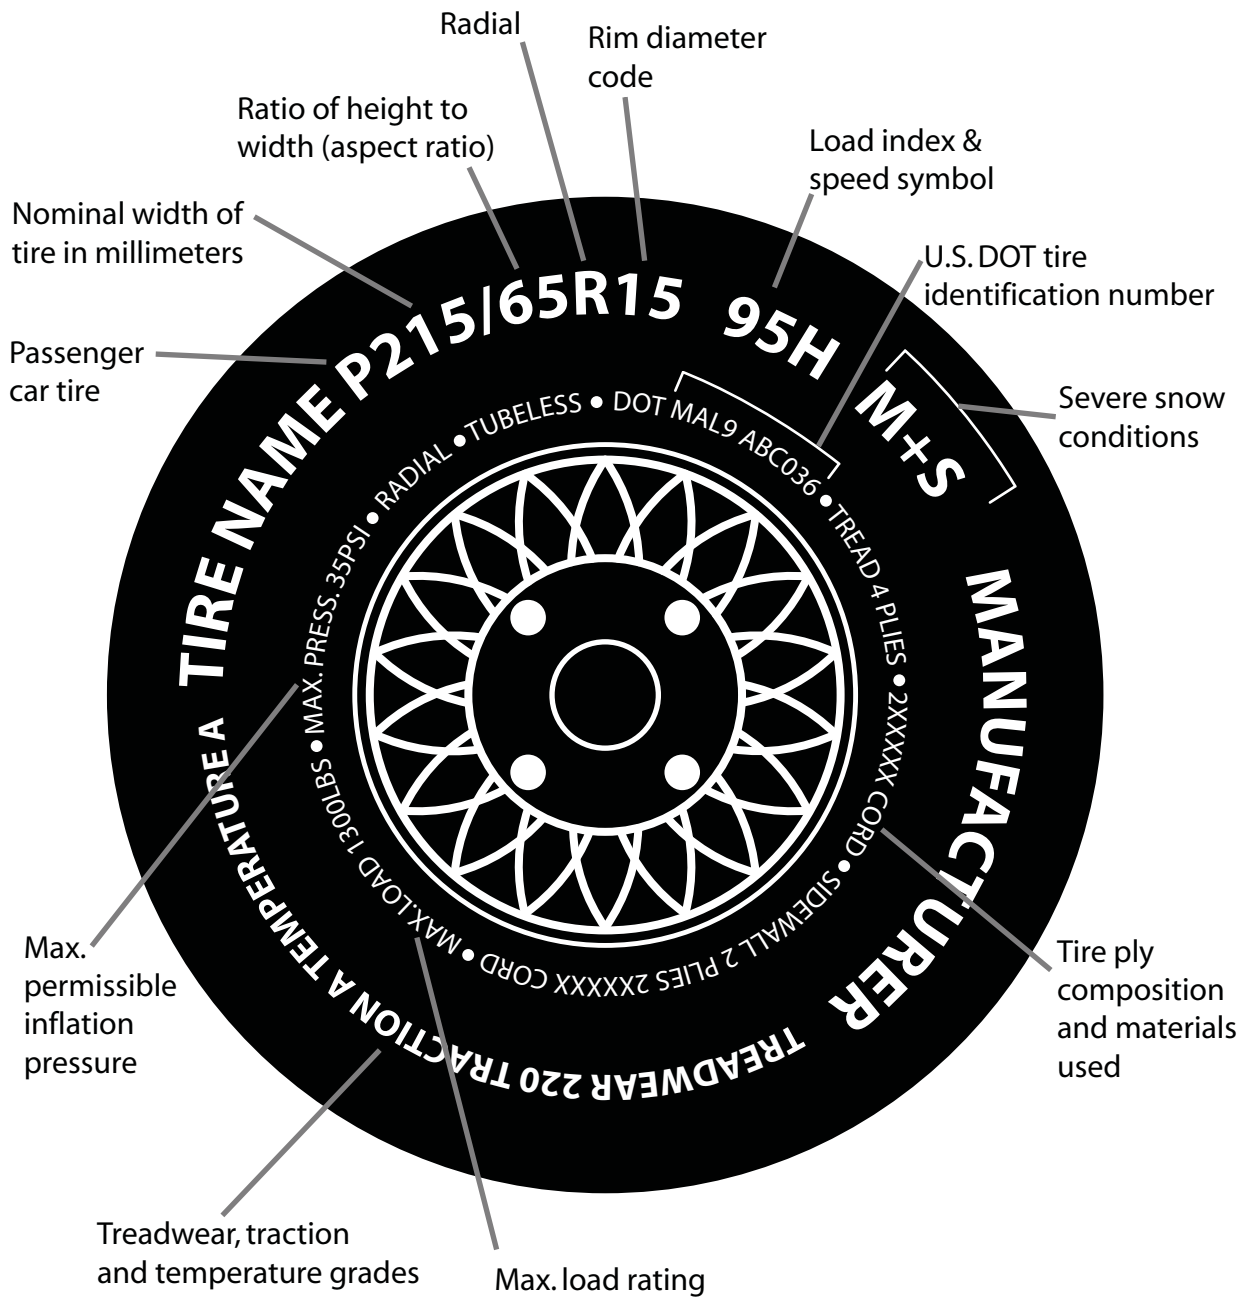 Radial
Rim diameter
code
Ratio of height to
width (aspect ratio)
Load index &
speed symbol
Nominal width of
tire in millimeters
U.S. DOT tire
identification number
Passenger
car tire
Severe snow
conditions
TIRE NAME P215/65R15 95H M+S
MANUFACTURER
TREADWEAR 220 TRACTION A TEMPERATURE A
MAX. PRESS. 35PSI • RADIAL • TUBELESS • DOT MAL9 ABC036 • TREAD 4 PLIES • 2XXXXX CORD • SIDEWALL 2 PLIES 2XXXXX CORD • MAX.LOAD 1300LBS •
Max.
permissible
inflation
pressure
Tire ply
composition
and materials
used
Treadwear, traction
and temperature grades
Max. load rating